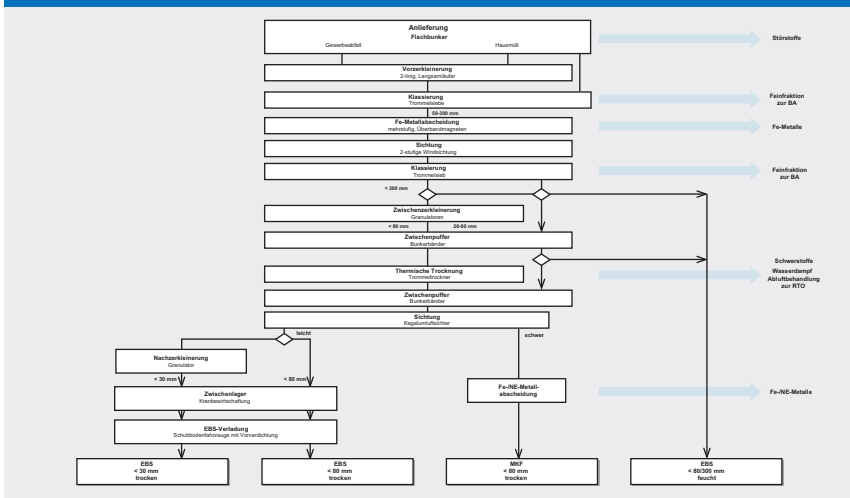 Anlieferung
Flachbunker
Gewerbeabfall Hausmüll
Störstoffe
Vorzerkleinerung
2-linig, Langsamläufer
Klassierung
Trommelsiebe
Feinfraktion
zur BA
50-300 mm
Fe-Metallabscheidung
mehrstufig, Überbandmagneten
Fe-Metalle
Sichtung
2-stufige Windsichtung
Klassierung
Trommelsieb
Feinfraktion
zur BA
< 300 mm
Zwischenzerkleinerung
Granulatoren
< 80 mm 20-80 mm
Zwischenpuffer
Bunkerbänder
Schwerstoffe
Wasserdampf
Abluftbehandlung
zur RTO
Thermische Trocknung
Trommeltrockner
Zwischenpuffer
Bunkerbänder
Sichtung
Kegelumluftsichter
leicht schwer
Nachzerkleinerung
Granulator
< 30 mm < 80 mm
Fe-/NE-Metall-
abscheidung
Fe-/NE-Metalle
Zwischenlager
Kranbewirtschaftung
EBS-Verladung
Schubbodenfahrzeuge mit Vorverdichtung
EBS
< 30 mm
trocken
EBS
< 80 mm
trocken
MKF
< 80 mm
trocken
EBS
< 80/300 mm
feucht